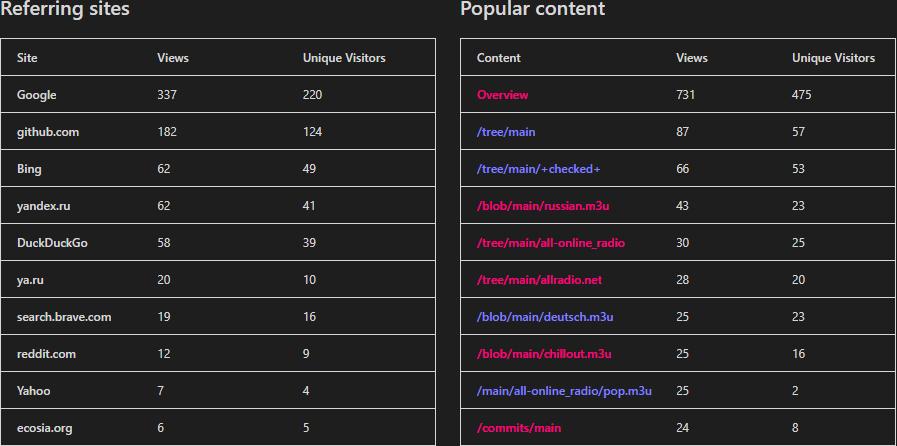 Referring sites
Site Views Unique Visitors
Google 337 220
github.com 182 124
Bing 62 49
yandex.ru 62 41
DuckDuckGo 58 39
ya.ru 20 10
search.brave.com 19 16
reddit.com 12 9
Yahoo 7 4
ecosia.org 6 5
Popular content
Content Views Unique Visitors
Overview 731 475
/tree/main 87 57
/tree/main/+checked+ 66 53
/blob/main/russian.m3u 43 23
/tree/main/all-online_radio 30 25
/tree/main/allradio.net 28 20
/blob/main/deutsch.m3u 25 23
/blob/main/chillout.m3u 25 16
/main/all-online_radio/pop.m3u 25 2
/commits/main 24 8